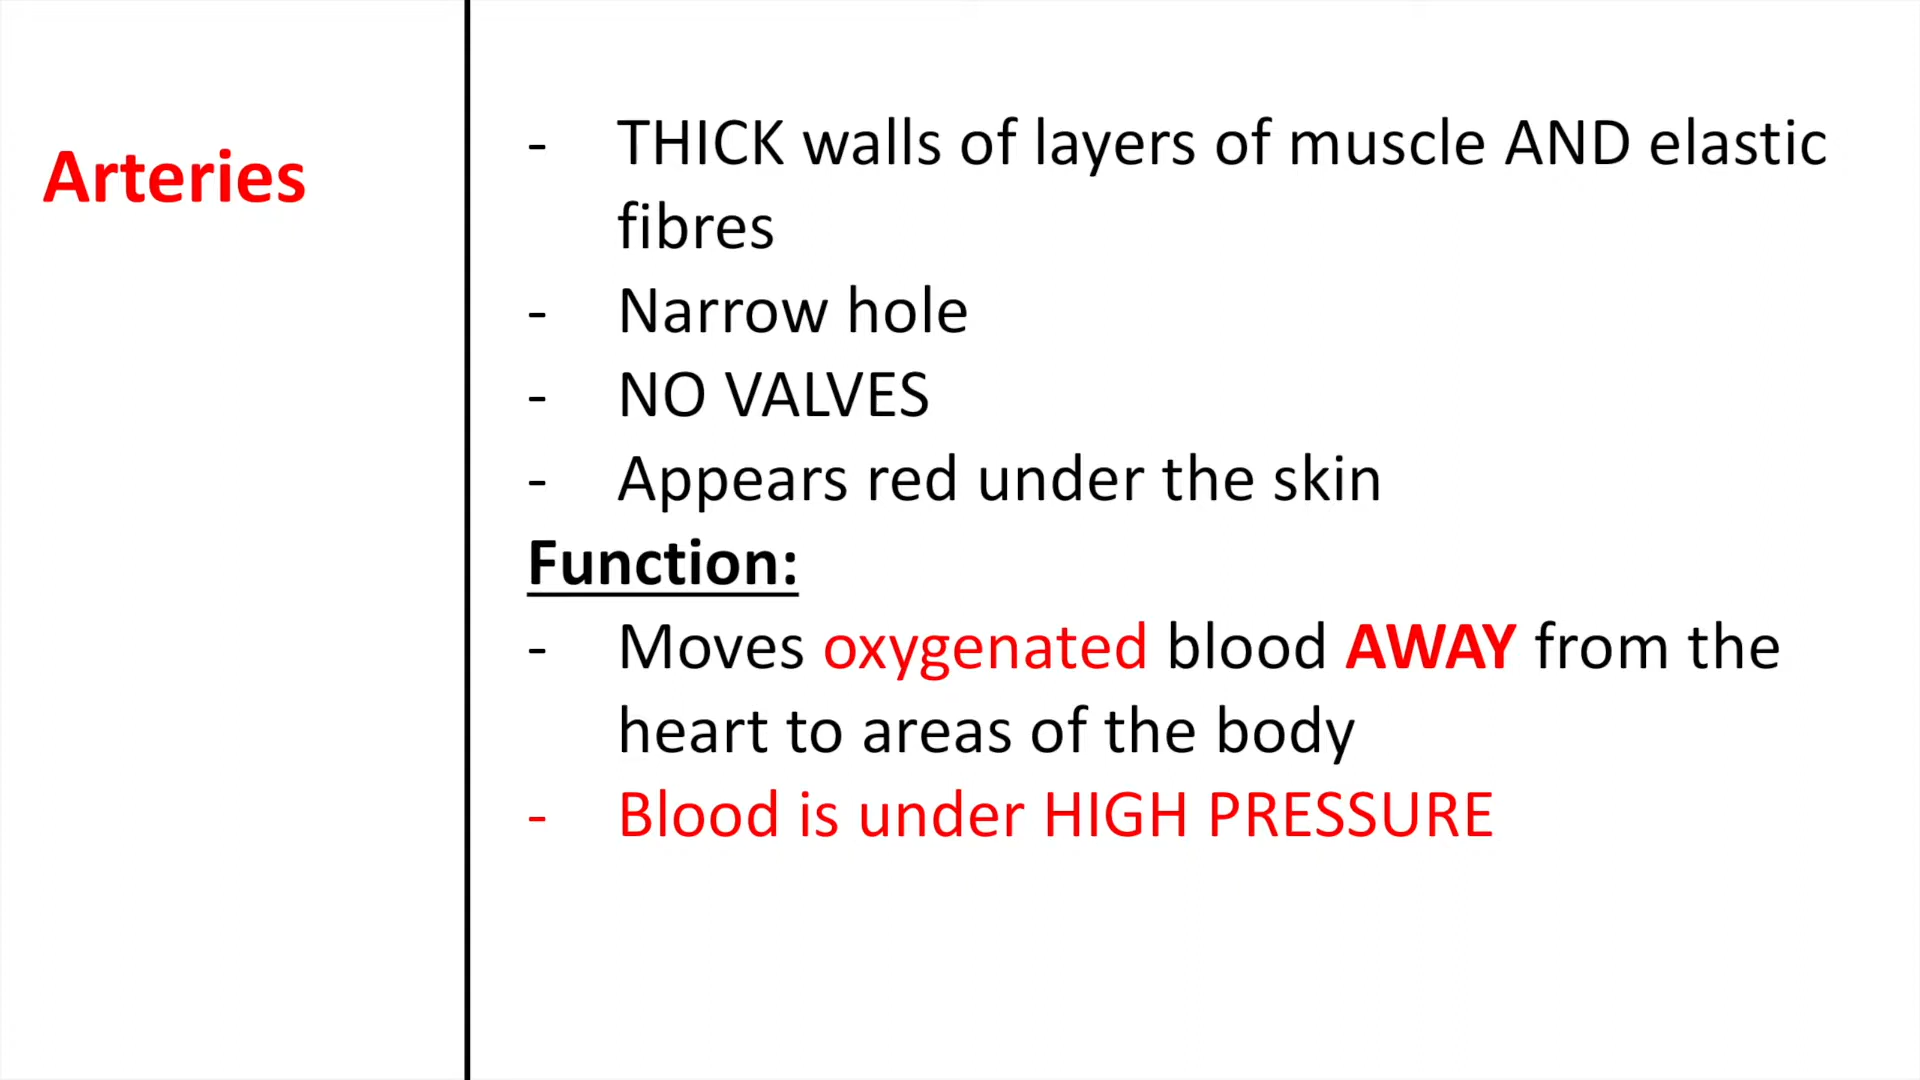 Arteries
- THICK walls of layers of muscle AND elastic
fibres
- Narrow hole
- NO VALVES
- Appears red under the skin
Function:
- Moves oxygenated blood AWAY from the
heart to areas of the body
- Blood is under HIGH PRESSURE